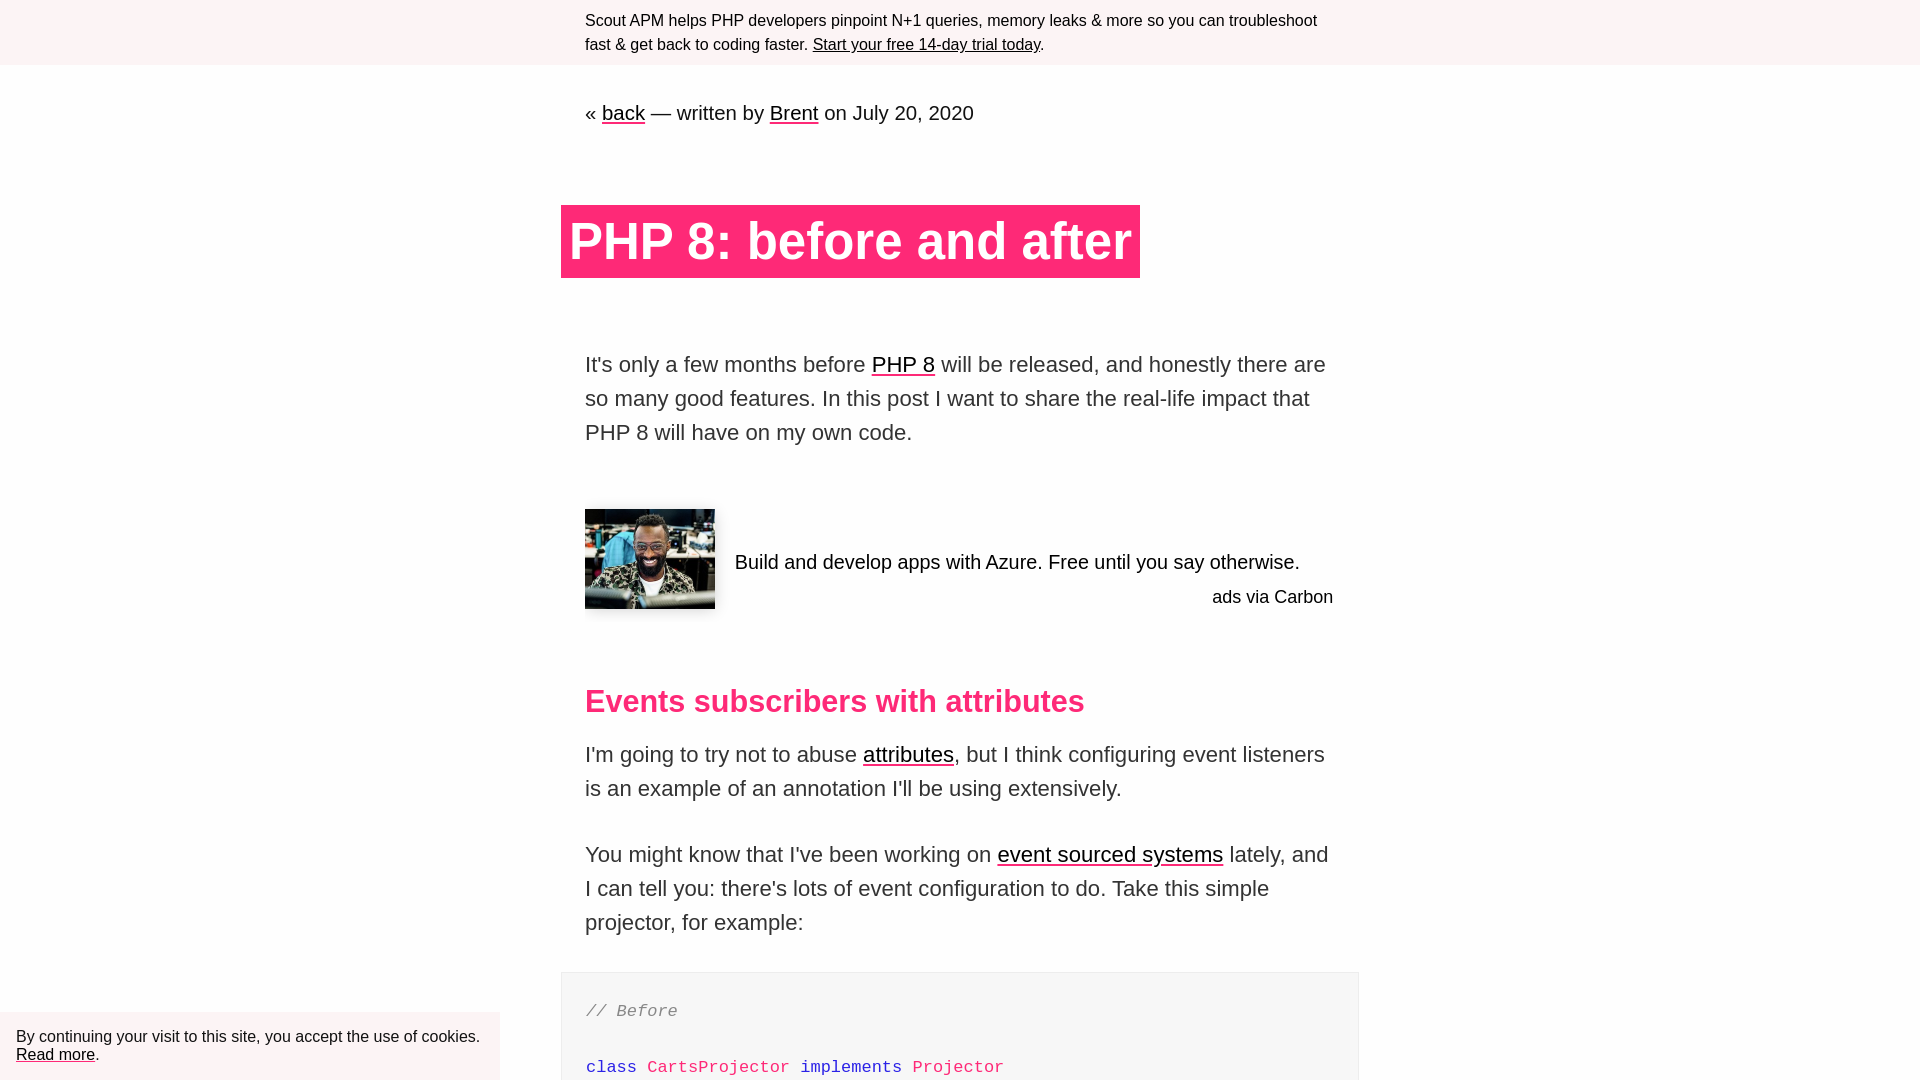 Scout APM helps PHP developers pinpoint N+1 queries, memory leaks & more so you can troubleshoot
fast & get back to coding faster. Start your free 14-day trial today.
« back — written by Brent on July 20, 2020
PHP 8: before and after
It's only a few months before PHP 8 will be released, and honestly there are
so many good features. In this post I want to share the real-life impact that
PHP 8 will have on my own code.
Build and develop apps with Azure. Free until you say otherwise.
ads via Carbon
Events subscribers with attributes
I'm going to try not to abuse attributes, but I think configuring event listeners
is an example of an annotation I'll be using extensively.
You might know that I've been working on event sourced systems lately, and
I can tell you: there's lots of event configuration to do. Take this simple
projector, for example:
// Before
class CartsProjector implements Projector
By continuing your visit to this site, you accept the use of cookies.
Read more.